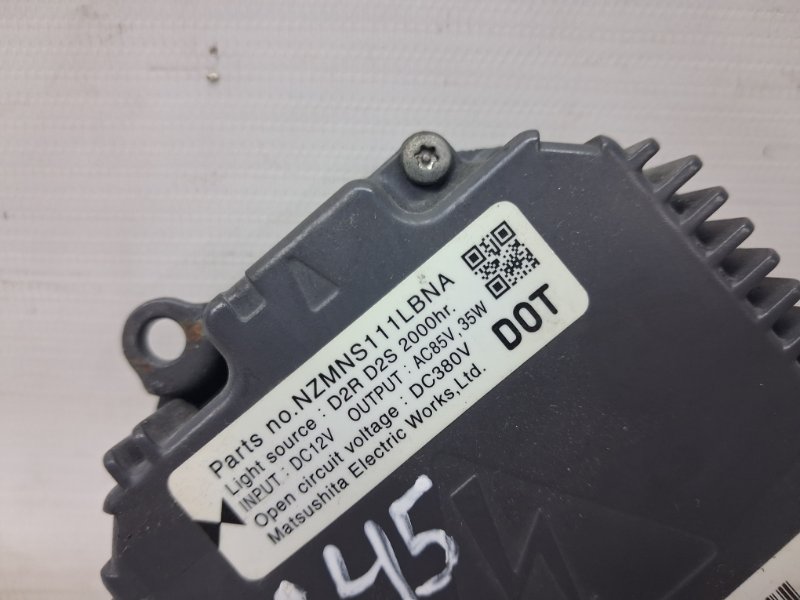 Parts no.NZMNS111LBNA
Light source : D2R D2S 2000hr.
INPUT : DC12V OUTPUT : AC85V,35W
Open circuit voltage : DC380V
Matsushita Electric Works,Ltd.
DOT
45